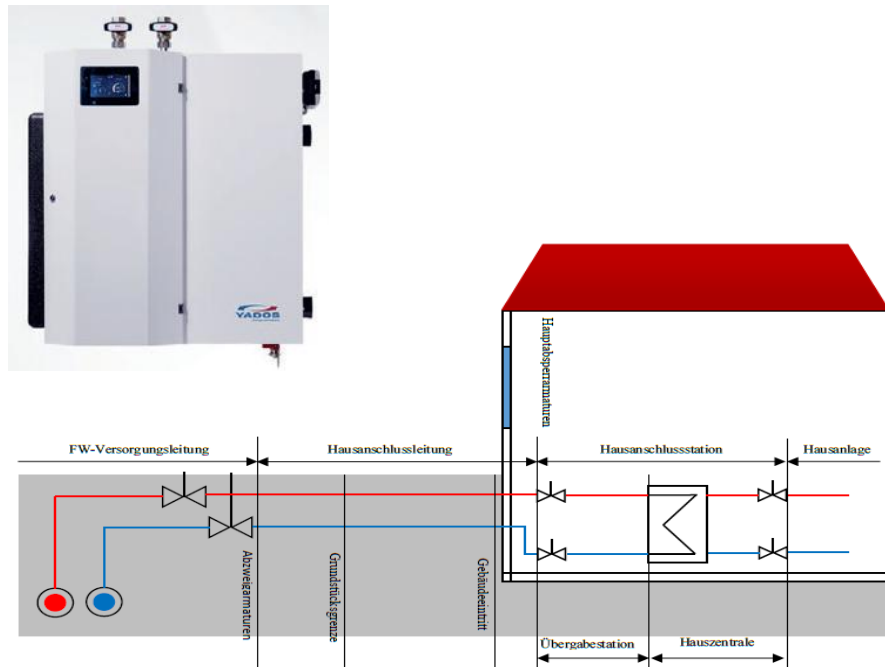 YADOS
Hauptabsperrarmaturen
FW-Versorgungsleitung
Hausanschlussleitung
Hausanschlussstation
Hausanlage
Abzweigarmaturen
Grundstücksgrenze
Gebäudeeintritt
Übergabestation
Hauszentrale